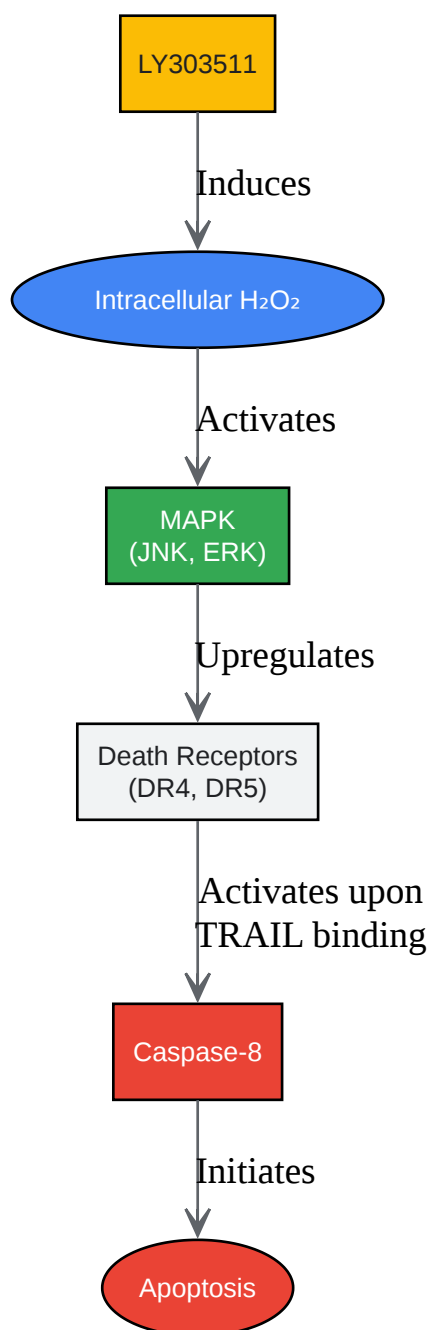 LY303511
Induces
Intracellular H₂O₂
Activates
MAPK
(JNK, ERK)
Upregulates
Death Receptors
(DR4, DR5)
Activates upon
TRAIL binding
Caspase-8
Initiates
Apoptosis